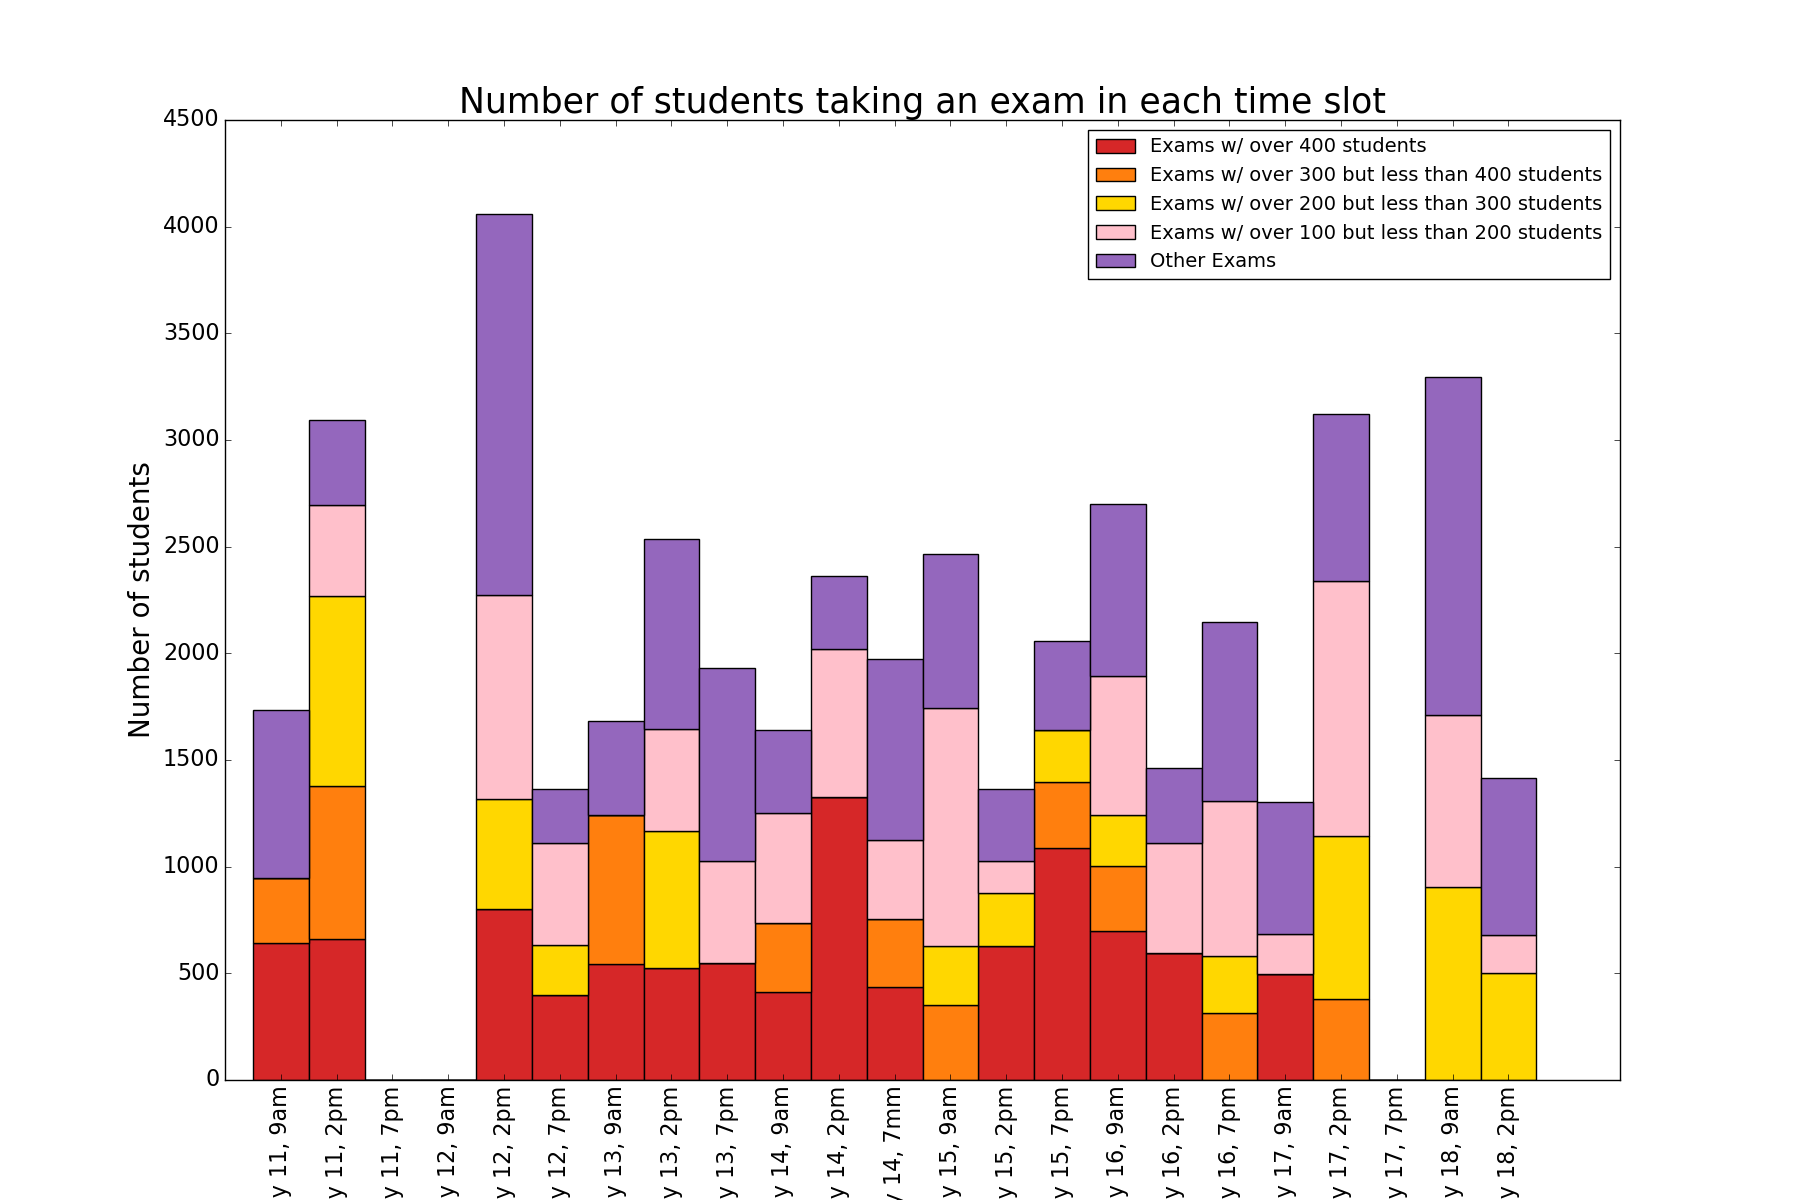 Number of students taking an exam in each time slot
Number of students
4500
4000
3500
3000
2500
2000
1500
1000
500
0
Exams w/ over 400 students
Exams w/ over 300 but less than 400 students
Exams w/ over 200 but less than 300 students
Exams w/ over 100 but less than 200 students
Other Exams
y 11, 9am
y 11, 2pm
y 11, 7pm
y 12, 9am
y 12, 2pm
y 12, 7pm
y 13, 9am
y 13, 2pm
y 13, 7pm
y 14, 9am
y 14, 2pm
y 14, 7mm
y 15, 9am
y 15, 2pm
y 15, 7pm
y 16, 9am
y 16, 2pm
y 16, 7pm
y 17, 9am
y 17, 2pm
y 17, 7pm
y 18, 9am
y 18, 2pm